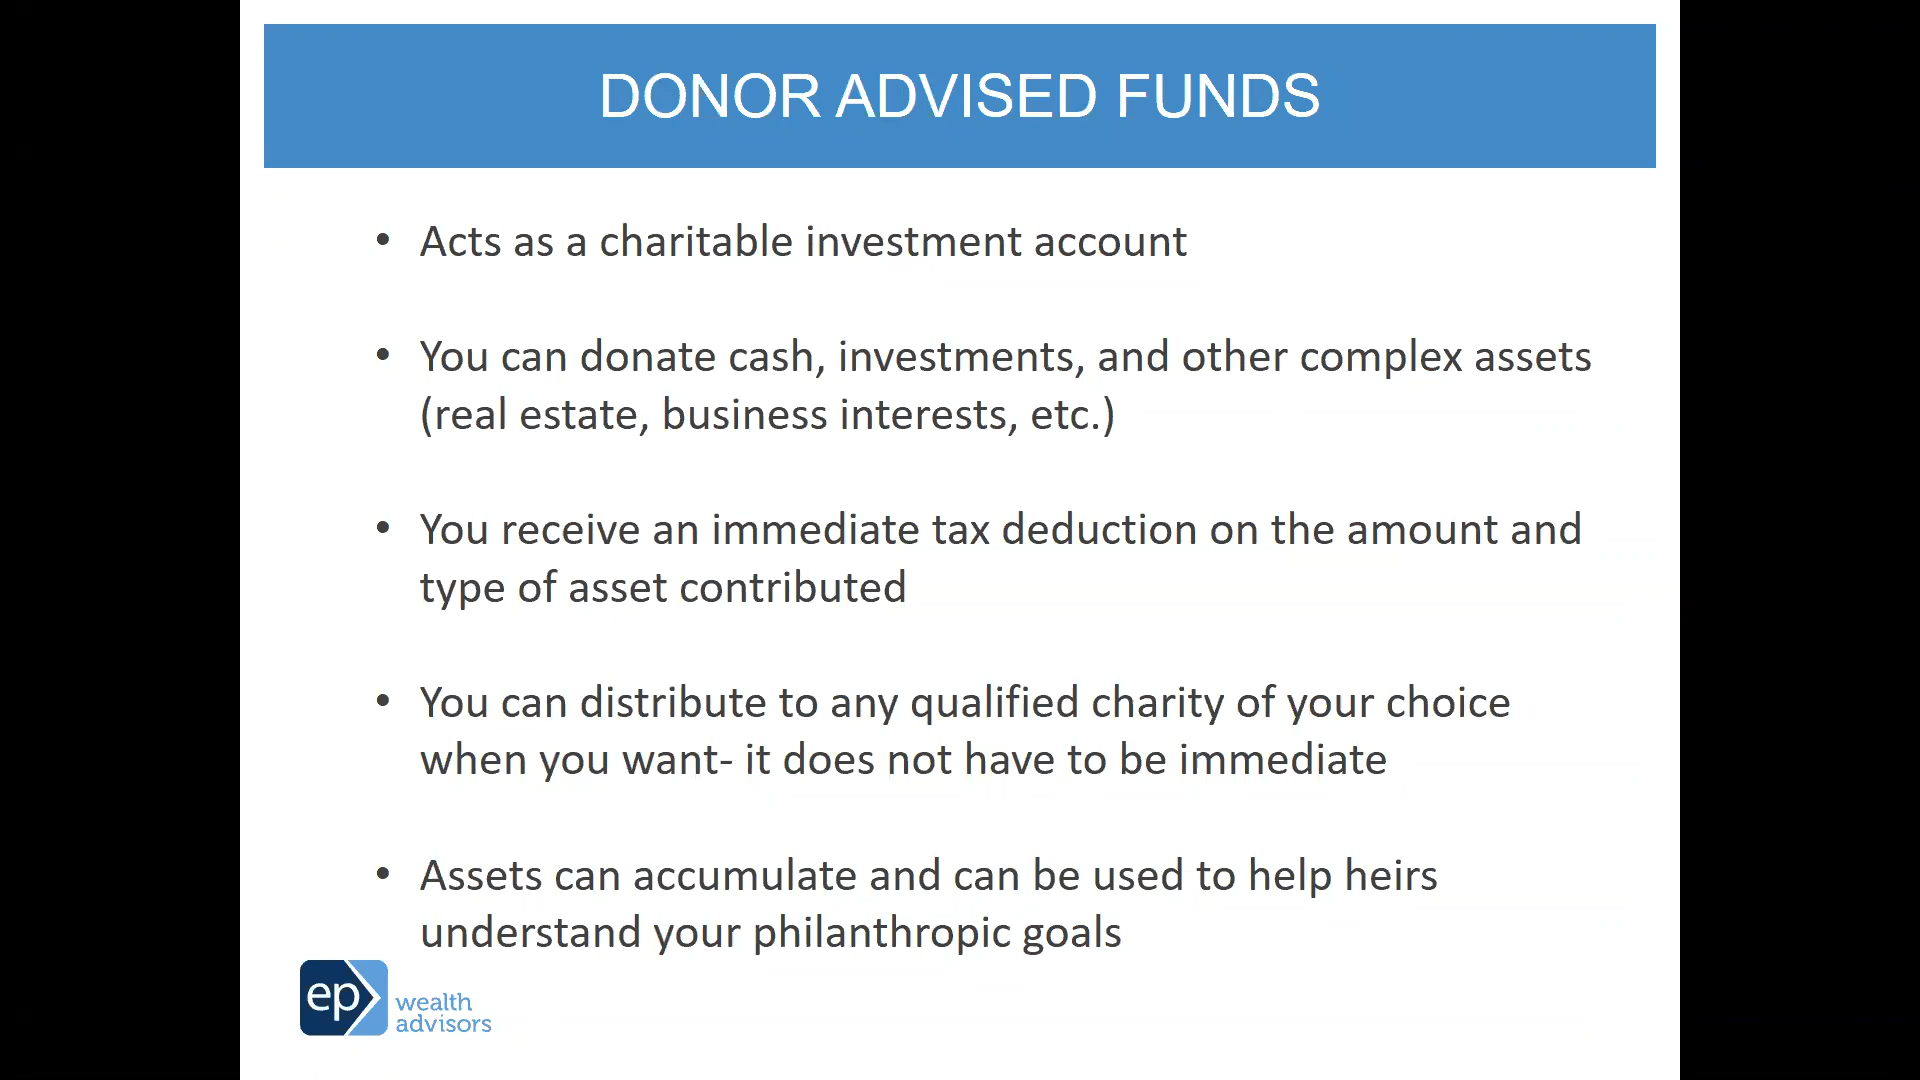 DONOR ADVISED FUNDS
• Acts as a charitable investment account
• You can donate cash, investments, and other complex assets
(real estate, business interests, etc.)
• You receive an immediate tax deduction on the amount and
type of asset contributed
• You can distribute to any qualified charity of your choice
when you want- it does not have to be immediate
• Assets can accumulate and can be used to help heirs
understand your philanthropic goals
ep
wealth
advisors